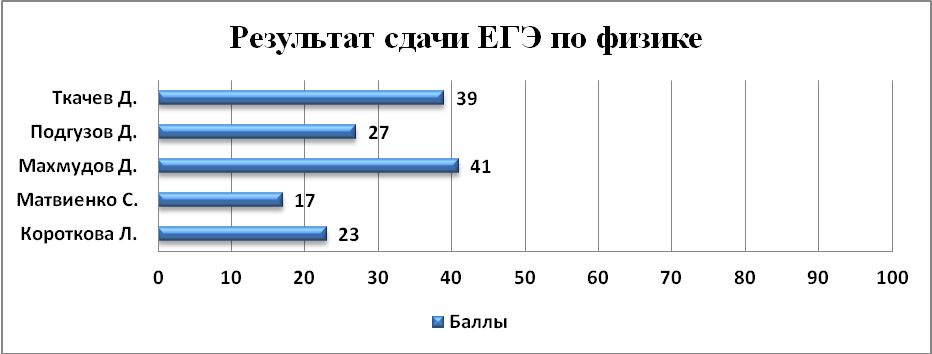 Результат сдачи ЕГЭ по физике
Ткачев Д. 39
Подгузов Д. 27
Махмудов Д. 41
Матвиенко С. 17
Короткова Л. 23
0 10 20 30 40 50 60 70 80 90 100
Баллы